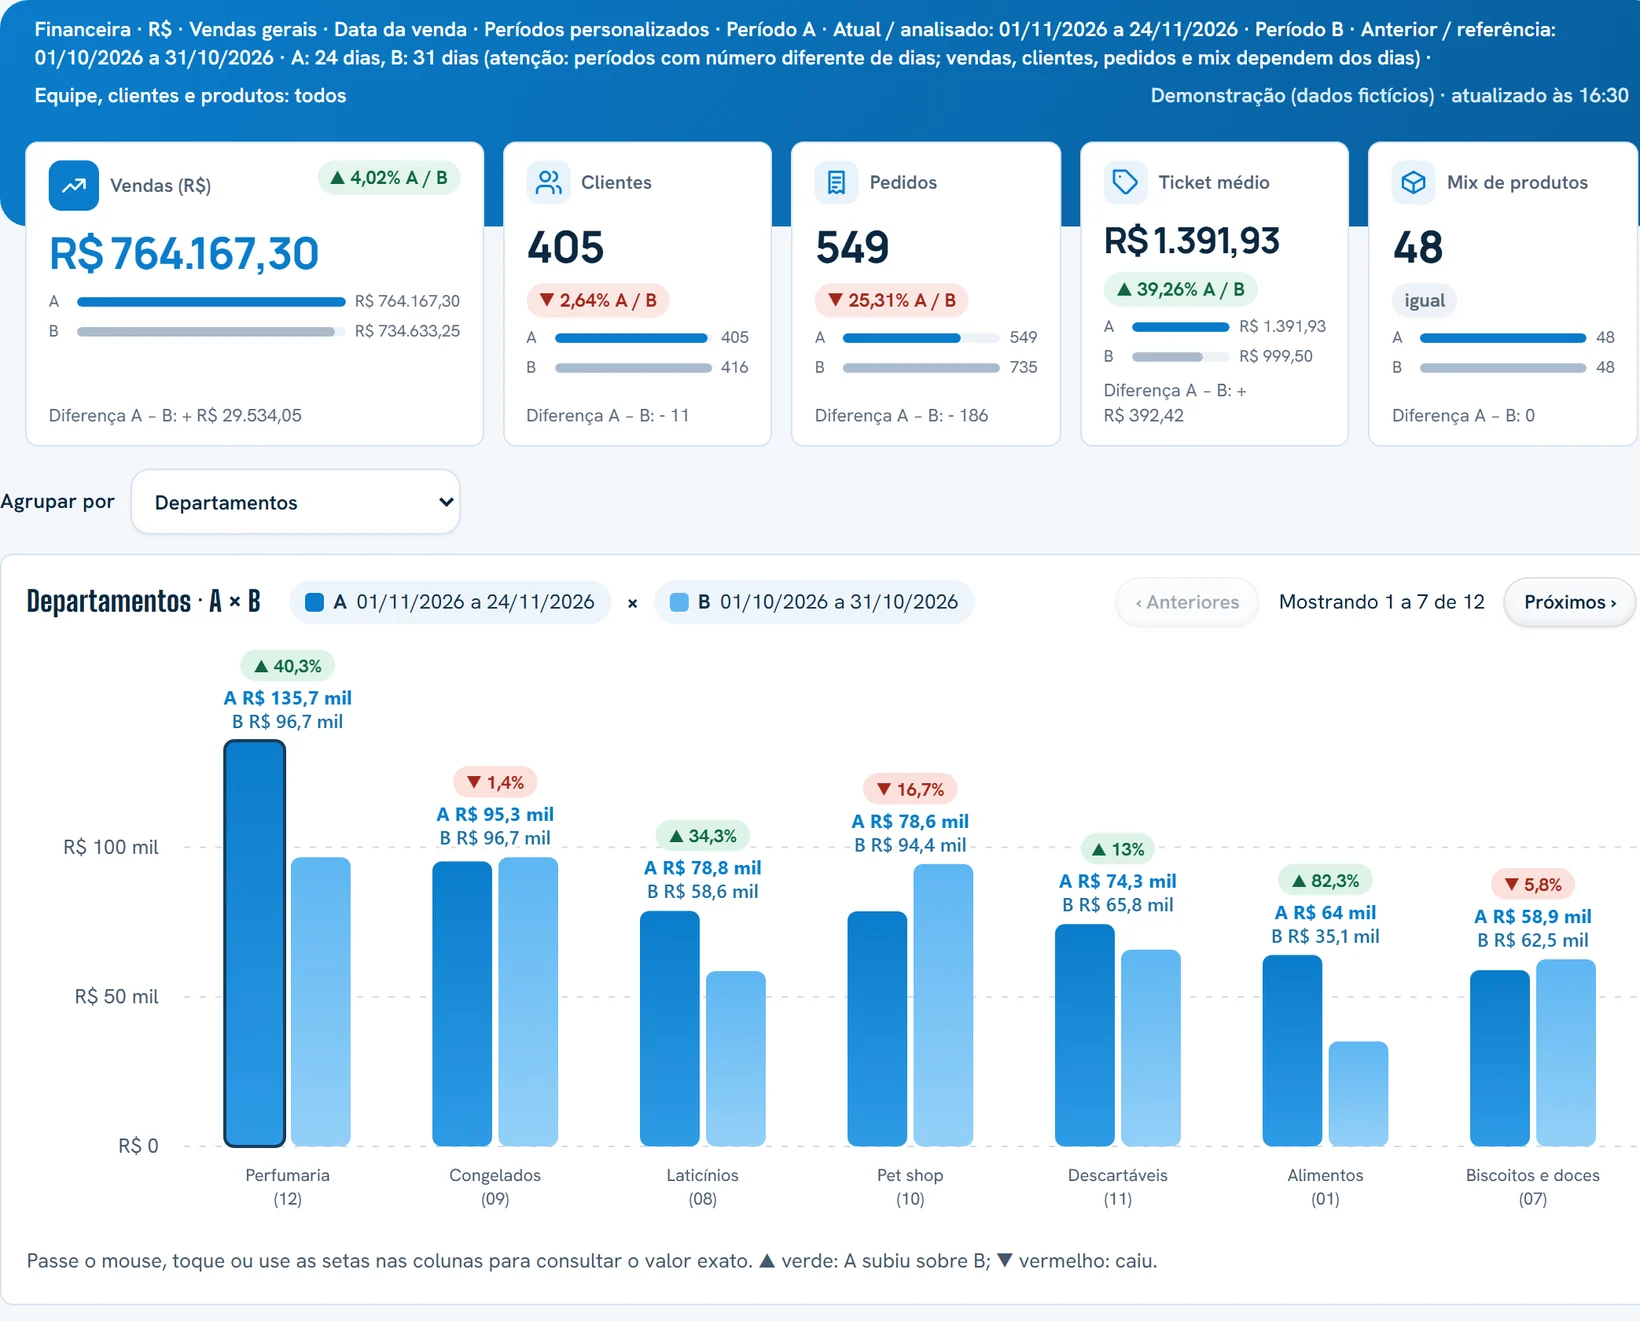 Financeira · R$ · Vendas gerais · Data da venda · Períodos personalizados · Período A · Atual / analisado: 01/11/2026 a 24/11/2026 · Período B · Anterior / referência:
01/10/2026 a 31/10/2026 · A: 24 dias, B: 31 dias (atenção: períodos com número diferente de dias; vendas, clientes, pedidos e mix dependem dos dias) ·
Equipe, clientes e produtos: todos
Demonstração (dados fictícios) · atualizado às 16:30
Vendas (R$)
▲ 4,02% A / B
R$ 764.167,30
A R$ 764.167,30
B R$ 734.633,25
Diferença A – B: + R$ 29.534,05
Clientes
405
▼ 2,64% A / B
A 405
B 416
Diferença A – B: - 11
Pedidos
549
▼ 25,31% A / B
A 549
B 735
Diferença A – B: - 186
Ticket médio
R$ 1.391,93
▲ 39,26% A / B
A R$ 1.391,93
B R$ 999,50
Diferença A – B: +
R$ 392,42
Mix de produtos
48
igual
A 48
B 48
Diferença A – B: 0
Agrupar por
Departamentos
Departamentos · A × B
A 01/11/2026 a 24/11/2026
×
B 01/10/2026 a 31/10/2026
‹ Anteriores
Mostrando 1 a 7 de 12
Próximos ›
▲ 40,3%
A R$ 135,7 mil
B R$ 96,7 mil
▼ 1,4%
A R$ 95,3 mil
B R$ 96,7 mil
▲ 34,3%
A R$ 78,8 mil
B R$ 58,6 mil
▼ 16,7%
A R$ 78,6 mil
B R$ 94,4 mil
▲ 13%
A R$ 74,3 mil
B R$ 65,8 mil
▲ 82,3%
A R$ 64 mil
B R$ 35,1 mil
▼ 5,8%
A R$ 58,9 mil
B R$ 62,5 mil
R$ 100 mil
R$ 50 mil
R$ 0
Perfumaria
(12)
Congelados
(09)
Laticínios
(08)
Pet shop
(10)
Descartáveis
(11)
Alimentos
(01)
Biscoitos e doces
(07)
Passe o mouse, toque ou use as setas nas colunas para consultar o valor exato. ▲ verde: A subiu sobre B; ▼ vermelho: caiu.